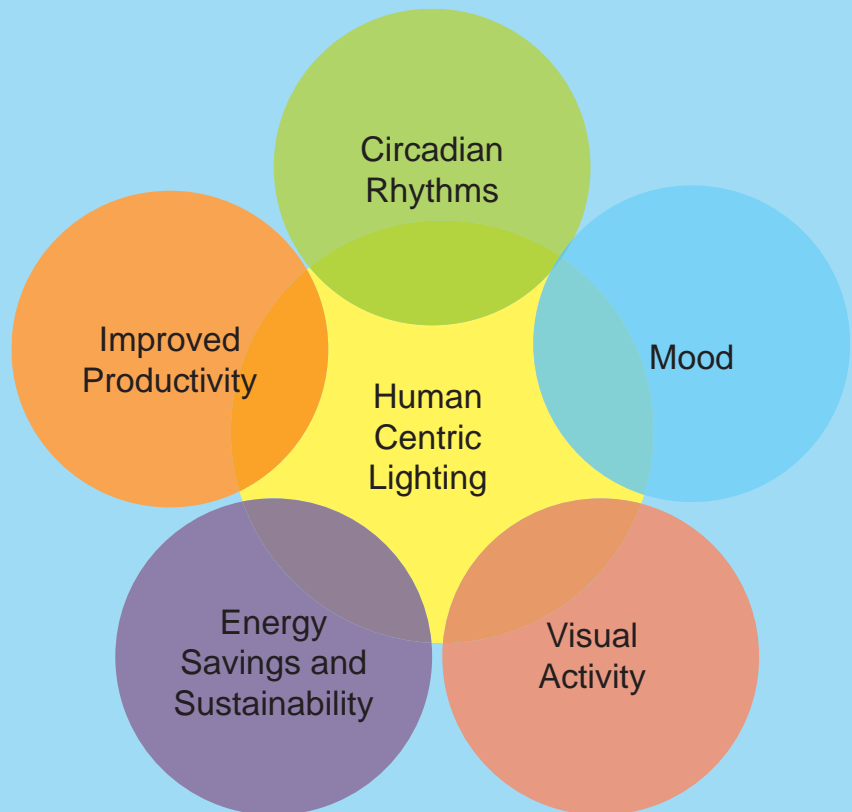 Circadian
Rhythms
Improved
Productivity
Mood
Human
Centric
Lighting
Energy
Savings and
Sustainability
Visual
Activity